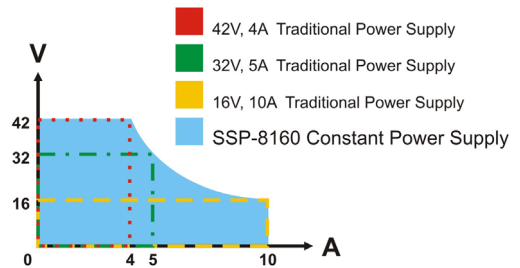 42V, 4A Traditional Power Supply
32V, 5A Traditional Power Supply
16V, 10A Traditional Power Supply
SSP-8160 Constant Power Supply
V
42
32
16
0
4
5
10
A